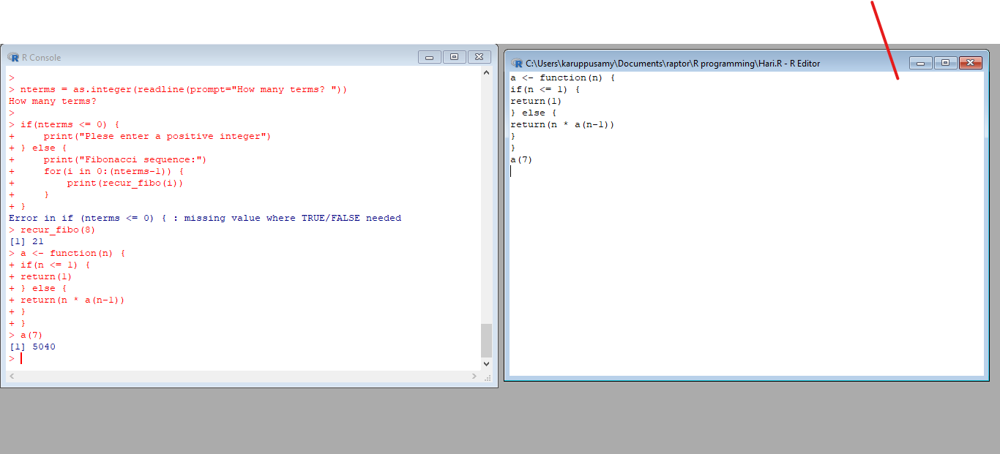 R Console
>
> nterms = as.integer(readline(prompt="How many terms? "))
How many terms?
>
> if(nterms <= 0) {
+     print("Plese enter a positive integer")
+ } else {
+     print("Fibonacci sequence:")
+     for(i in 0:(nterms-1)) {
+         print(recur_fibo(i))
+     }
+ }
Error in if (nterms <= 0) { : missing value where TRUE/FALSE needed
> recur_fibo(8)
[1] 21
> a <- function(n) {
+ if(n <= 1) {
+ return(1)
+ } else {
+ return(n * a(n-1))
+ }
+ }
> a(7)
[1] 5040
>
C:\Users\karuppusamy\Documents\raptor\R programming\Hari.R - R Editor
a <- function(n) {
if(n <= 1) {
return(1)
} else {
return(n * a(n-1))
}
}
a(7)